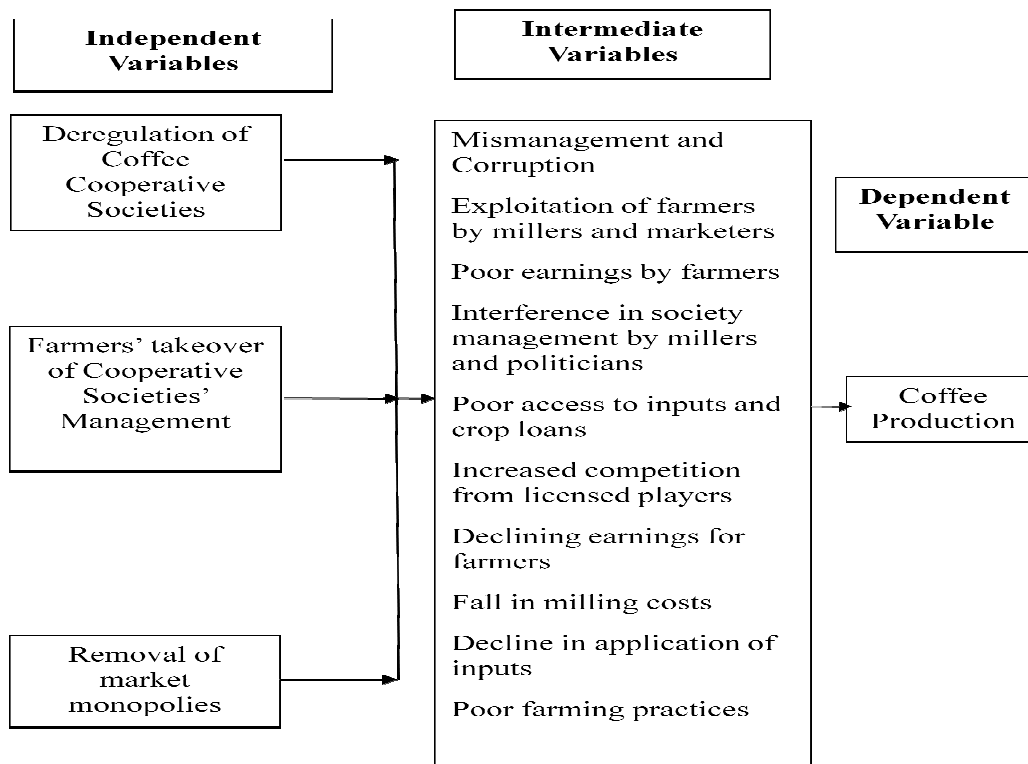 Independent
Variables
Intermediate
Variables
Deregulation of
Coffee
Cooperative
Societies
Mismanagement and
Corruption
Exploitation of farmers
by millers and marketers
Poor earnings by farmers
Interference in society
management by millers
and politicians
Poor access to inputs and
crop loans
Increased competition
from licensed players
Declining earnings for
farmers
Fall in milling costs
Decline in application of
inputs
Poor farming practices
Dependent
Variable
Farmers’ takeover
of Cooperative
Societies’
Management
Coffee
Production
Removal of
market
monopolies